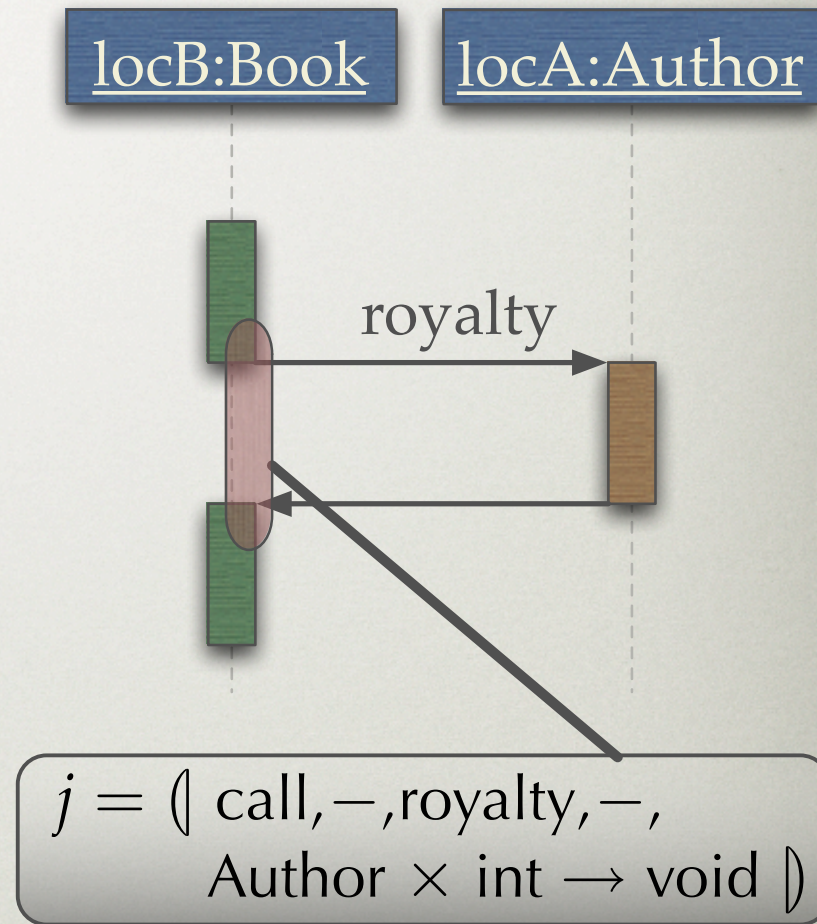 locB:Book
locA:Author
royalty
j = (| call,−,royalty,−,
Author × int → void |)